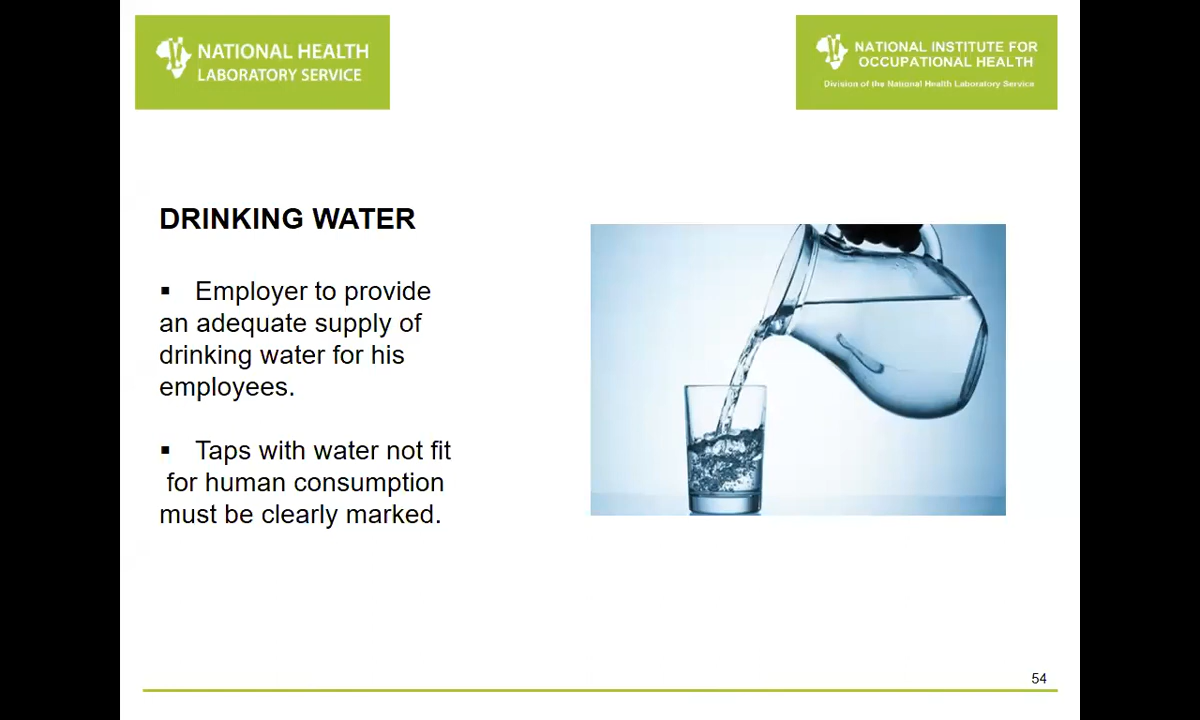 NATIONAL HEALTH
LABORATORY SERVICE
NATIONAL INSTITUTE FOR
OCCUPATIONAL HEALTH
Division of the National Health Laboratory Service
DRINKING WATER
▪ Employer to provide
an adequate supply of
drinking water for his
employees.
▪ Taps with water not fit
for human consumption
must be clearly marked.
54